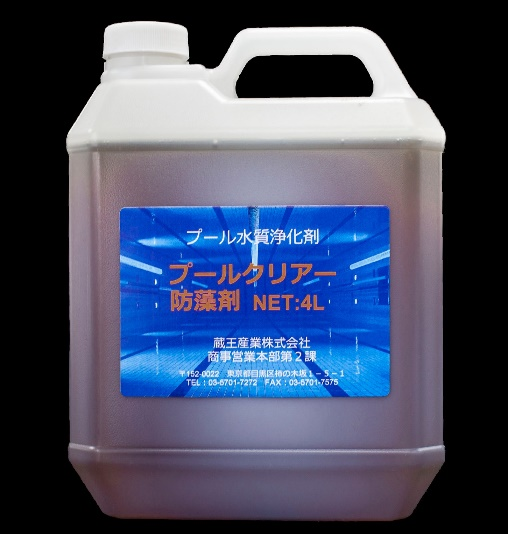 プール水質浄化剤
プールクリアー
防藻剤 NET:4L
蔵王産業株式会社
商事営業本部第2課
〒152-0022 東京都目黒区柿の木坂1-5-1
TEL:03-5701-7272 FAX:03-5701-7575